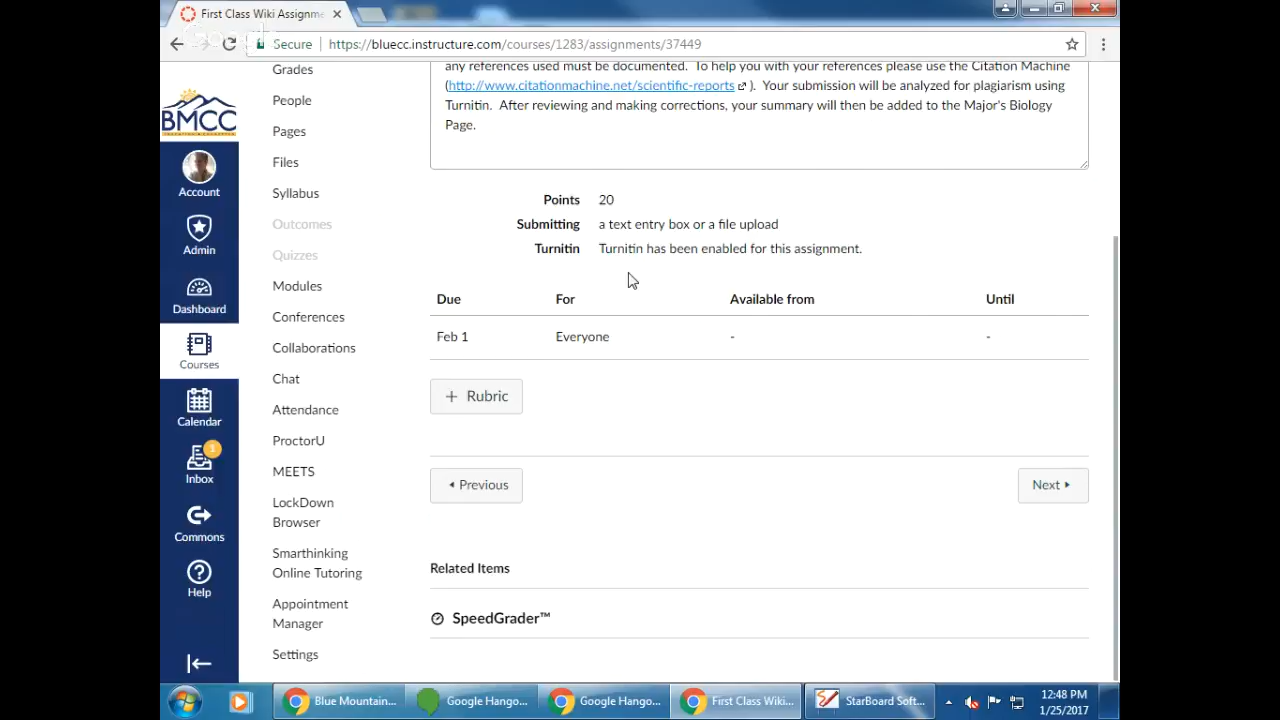 First Class Wiki Assignme
Google
Secure
https://bluecc.instructure.com/courses/1283/assignments/37449
BMCC
Account
Admin
Dashboard
Courses
Calendar
1
Inbox
Commons
Help
Grades
People
Pages
Files
Syllabus
Outcomes
Quizzes
Modules
Conferences
Collaborations
Chat
Attendance
ProctorU
MEETS
LockDown
Browser
Smarthinking
Online Tutoring
Appointment
Manager
Settings
any references used must be documented. To help you with your references please use the Citation Machine
(http://www.citationmachine.net/scientific-reports ). Your submission will be analyzed for plagiarism using
Turnitin. After reviewing and making corrections, your summary will then be added to the Major's Biology
Page.
Points 20
Submitting a text entry box or a file upload
Turnitin Turnitin has been enabled for this assignment.
Due For Available from Until
Feb 1 Everyone - -
+ Rubric
Previous Next
Related Items
SpeedGrader™
Blue Mountain... Google Hango... Google Hango... First Class Wiki... StarBoard Soft...
12:48 PM
1/25/2017